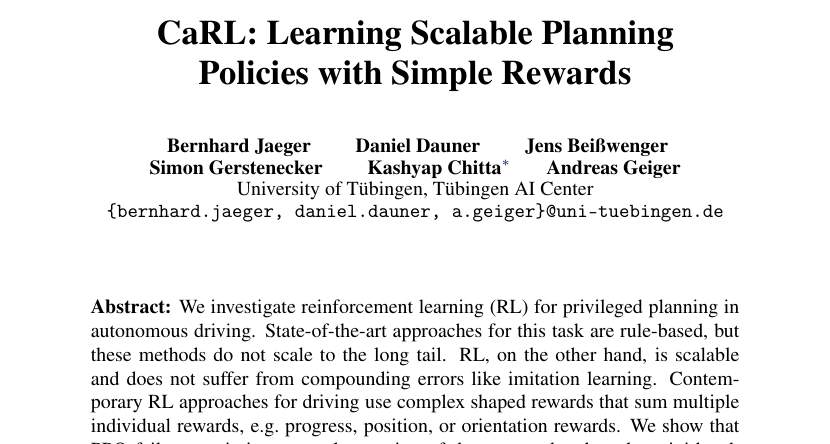 CaRL: Learning Scalable Planning
Policies with Simple Rewards
Bernhard Jaeger Daniel Dauner Jens Beißwenger
Simon Gerstenecker Kashyap Chitta* Andreas Geiger
University of Tübingen, Tübingen AI Center
{bernhard.jaeger, daniel.dauner, a.geiger}@uni-tuebingen.de
Abstract: We investigate reinforcement learning (RL) for privileged planning in
autonomous driving. State-of-the-art approaches for this task are rule-based, but
these methods do not scale to the long tail. RL, on the other hand, is scalable
and does not suffer from compounding errors like imitation learning. Contem-
porary RL approaches for driving use complex shaped rewards that sum multiple
individual rewards, e.g. progress, position, or orientation rewards. We show that